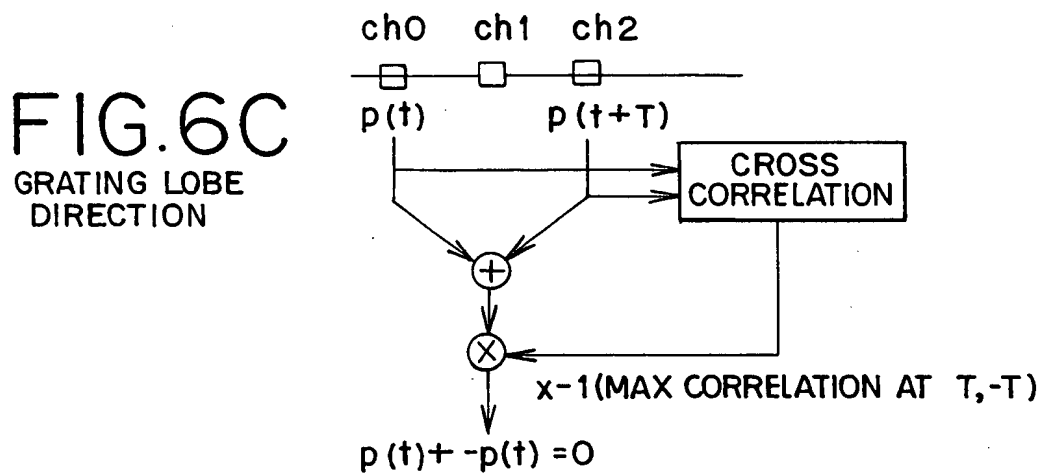 ch0 ch1 ch2
p(t) p(t+T)
FIG.6C
GRATING LOBE
DIRECTION
CROSS
CORRELATION
+
×
x-1(MAX CORRELATION AT T,-T)
p(t)+ -p(t)=0